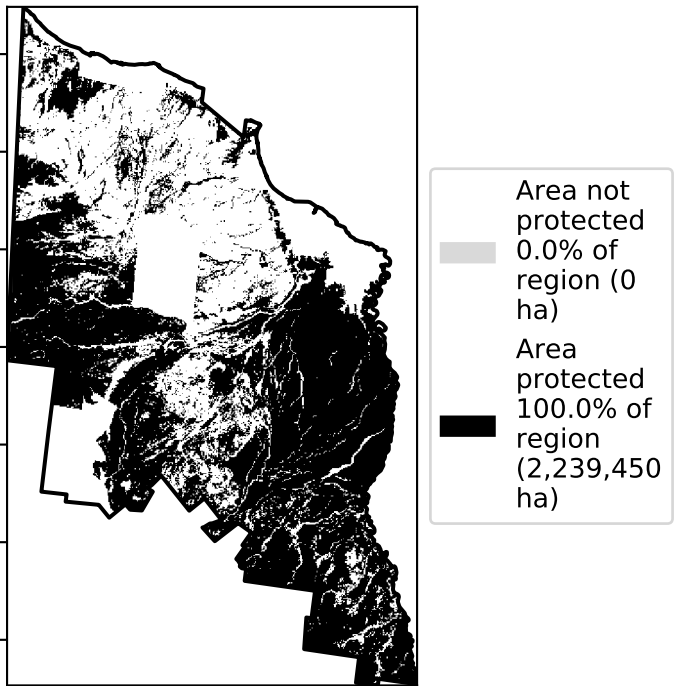 Area not
protected
0.0% of
region (0
ha)
Area
protected
100.0% of
region
(2,239,450
ha)